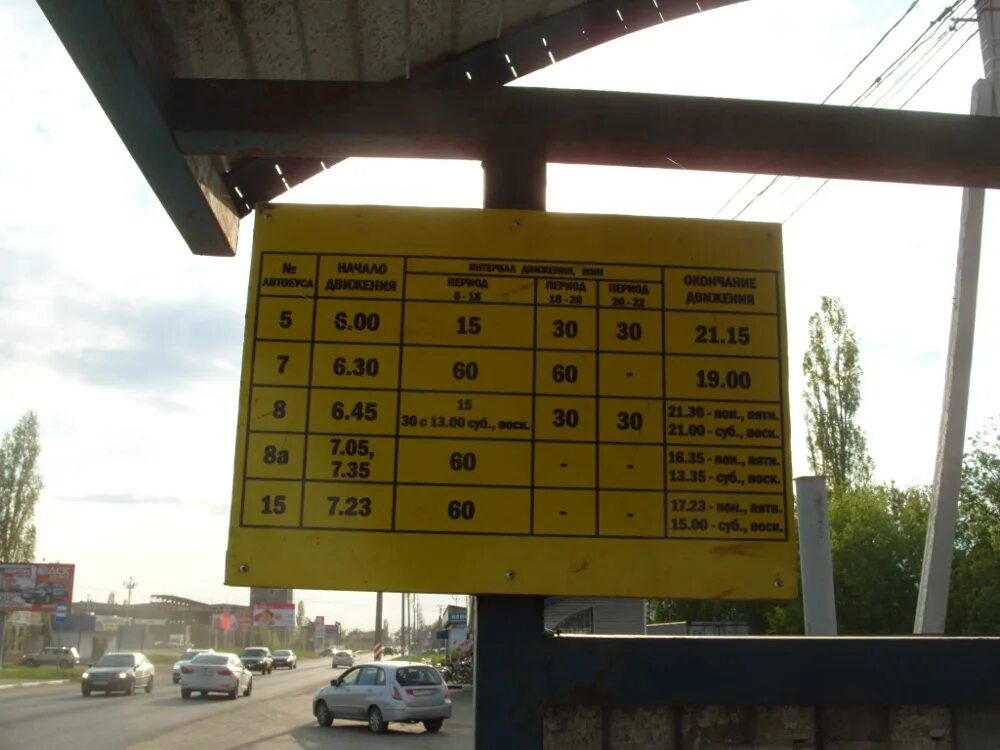 № АВТОБУСА НАЧАЛО ДВИЖЕНИЯ ИНТЕРВАЛ ДВИЖЕНИЯ, МИН ОКОНЧАНИЕ ДВИЖЕНИЯ
ПЕРИОД 6 - 18 ПЕРИОД 18 - 20 ПЕРИОД 20 - 22
5 6.00 15 30 30 21.15
7 6.30 60 60 - 19.00
8 6.45 15 30 с 13.00 суб., воск. 30 30 21.30 - пон., пятн. 21.00 - суб., воск.
8а 7.05, 7.35 60 - - 16.35 - пон., пятн. 13.35 - суб., воск.
15 7.23 60 - - 17.23 - пон., пятн. 15.00 - суб., воск.